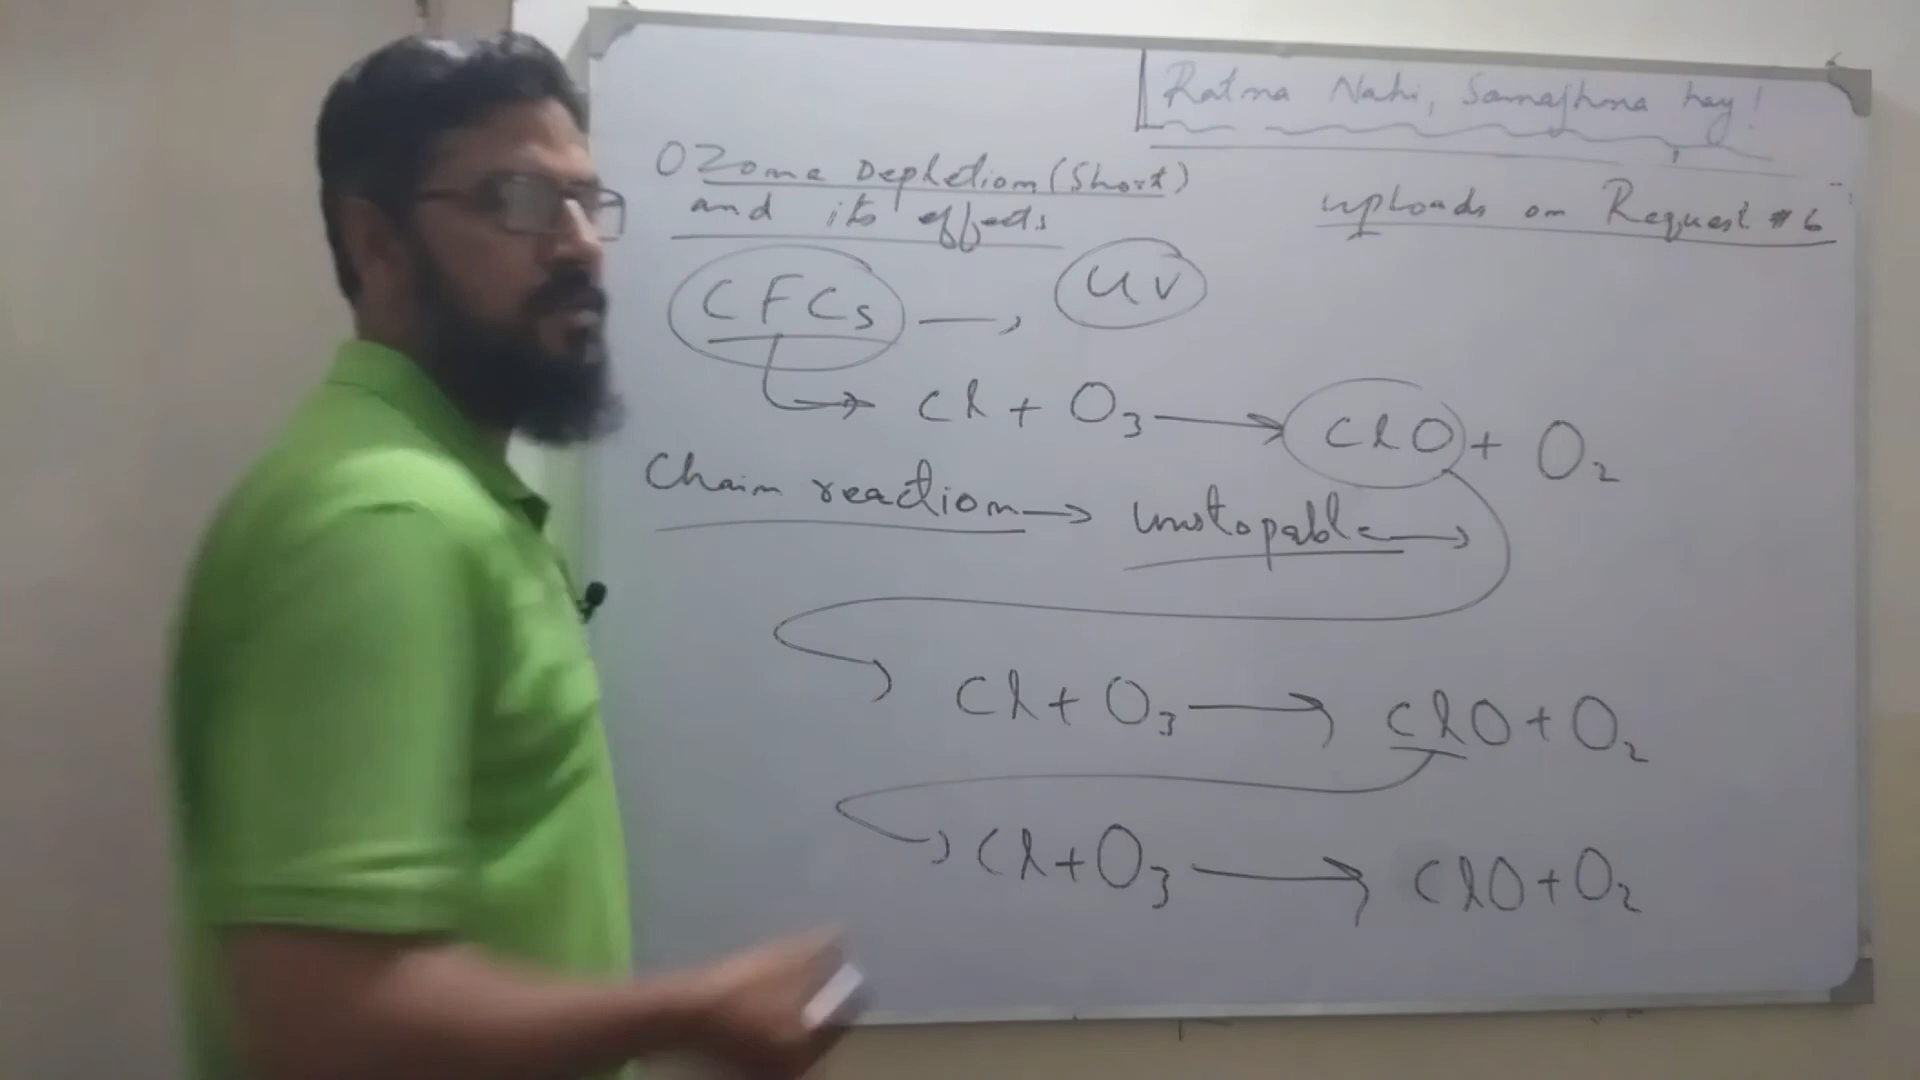 Ratna Nahi, Samajhna hay!
Ozone Depletion (Short)
and its effects
uploads on Request #6
CFCs → UV
→ Cl + O3 → ClO + O2
Chain reaction → unstopable →
Cl + O3 → ClO + O2
Cl + O3 → ClO + O2